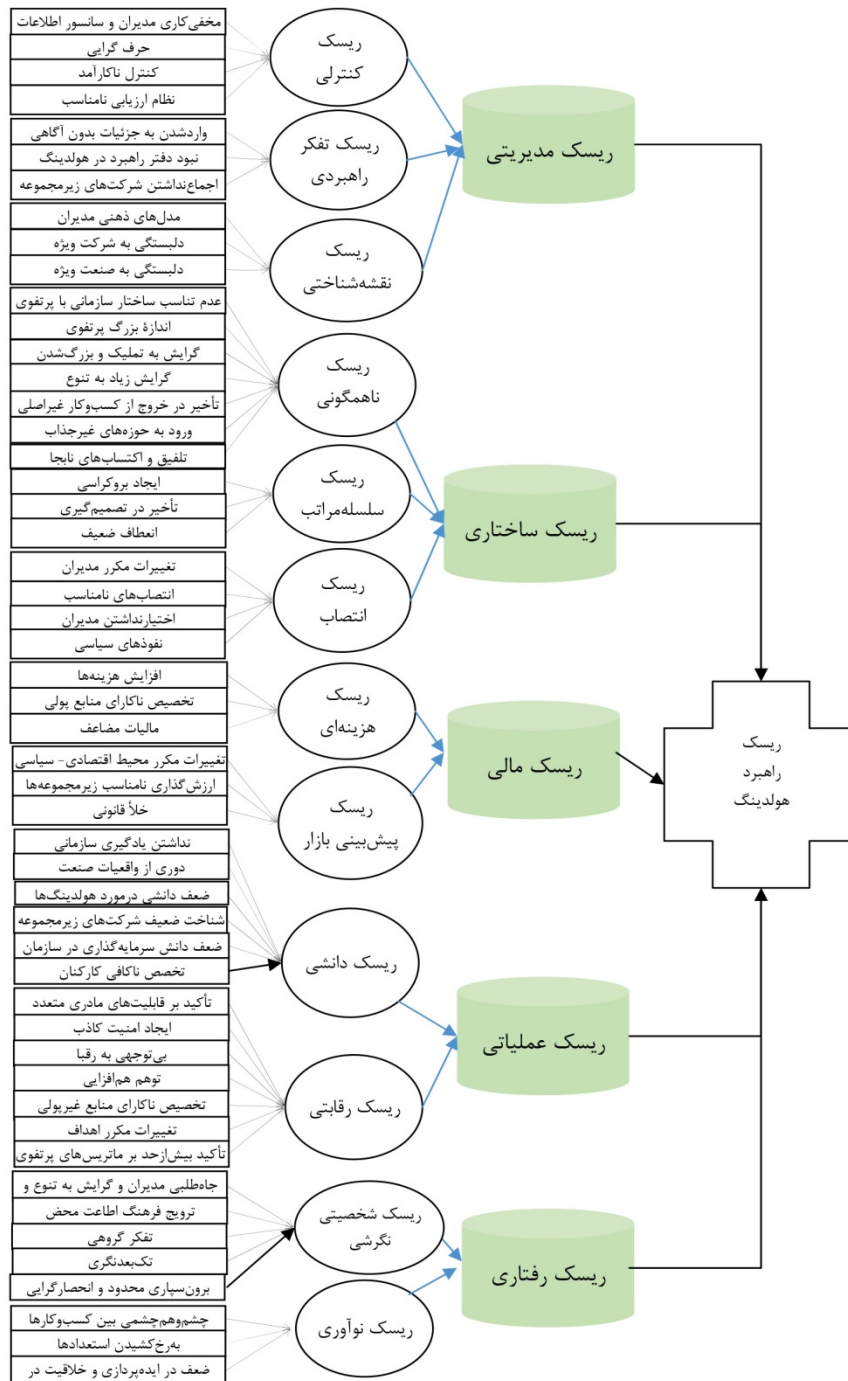 مخفی‌کاری مدیران و سانسور اطلاعات
حرف گرایی
کنترل ناکارآمد
نظام ارزیابی نامناسب
ریسک
کنترلی
واردشدن به جزئیات بدون آگاهی
نبود دفتر راهبرد در هولدینگ
اجماع‌نداشتن شرکت‌های زیرمجموعه
ریسک تفکر
راهبردی
مدل‌های ذهنی مدیران
دلبستگی به شرکت ویژه
دلبستگی به صنعت ویژه
ریسک
نقشه‌شناختی
ریسک مدیریتی
عدم تناسب ساختار سازمانی با پرتفوی
اندازهٔ بزرگ پرتفوی
گرایش به تملیک و بزرگ‌شدن
گرایش زیاد به تنوع
تأخیر در خروج از کسب‌وکار غیراصلی
ورود به حوزه‌های غیرجذاب
تلفیق و اکتساب‌های نابجا
ریسک
ناهمگونی
ایجاد بروکراسی
تأخیر در تصمیم‌گیری
انعطاف ضعیف
ریسک
سلسله‌مراتب
تغییرات مکرر مدیران
انتصاب‌های نامناسب
اختیارنداشتن مدیران
نفوذهای سیاسی
ریسک
انتصاب
ریسک ساختاری
افزایش هزینه‌ها
تخصیص ناکارای منابع پولی
مالیات مضاعف
ریسک
هزینه‌ای
تغییرات مکرر محیط اقتصادی- سیاسی
ارزش‌گذاری نامناسب زیرمجموعه‌ها
خلأ قانونی
ریسک
پیش‌بینی بازار
ریسک مالی
نداشتن یادگیری سازمانی
دوری از واقعیات صنعت
ضعف دانشی درمورد هولدینگ‌ها
شناخت ضعیف شرکت‌های زیرمجموعه
ضعف دانش سرمایه‌گذاری در سازمان
تخصص ناکافی کارکنان
ریسک دانشی
تأکید بر قابلیت‌های مادری متعدد
ایجاد امنیت کاذب
بی‌توجهی به رقبا
توهم هم‌افزایی
تخصیص ناکارای منابع غیرپولی
تغییرات مکرر اهداف
تأکید بیش‌ازحد بر ماتریس‌های پرتفوی
ریسک رقابتی
ریسک عملیاتی
جاه‌طلبی مدیران و گرایش به تنوع و
ترویج فرهنگ اطاعت محض
تفکر گروهی
تک‌بعدنگری
برون‌سپاری محدود و انحصارگرایی
ریسک شخصیتی
نگرشی
چشم‌وهم‌چشمی بین کسب‌وکارها
به‌رخ‌کشیدن استعدادها
ضعف در ایده‌پردازی و خلاقیت در
ریسک نوآوری
ریسک رفتاری
ریسک
راهبرد
هولدینگ